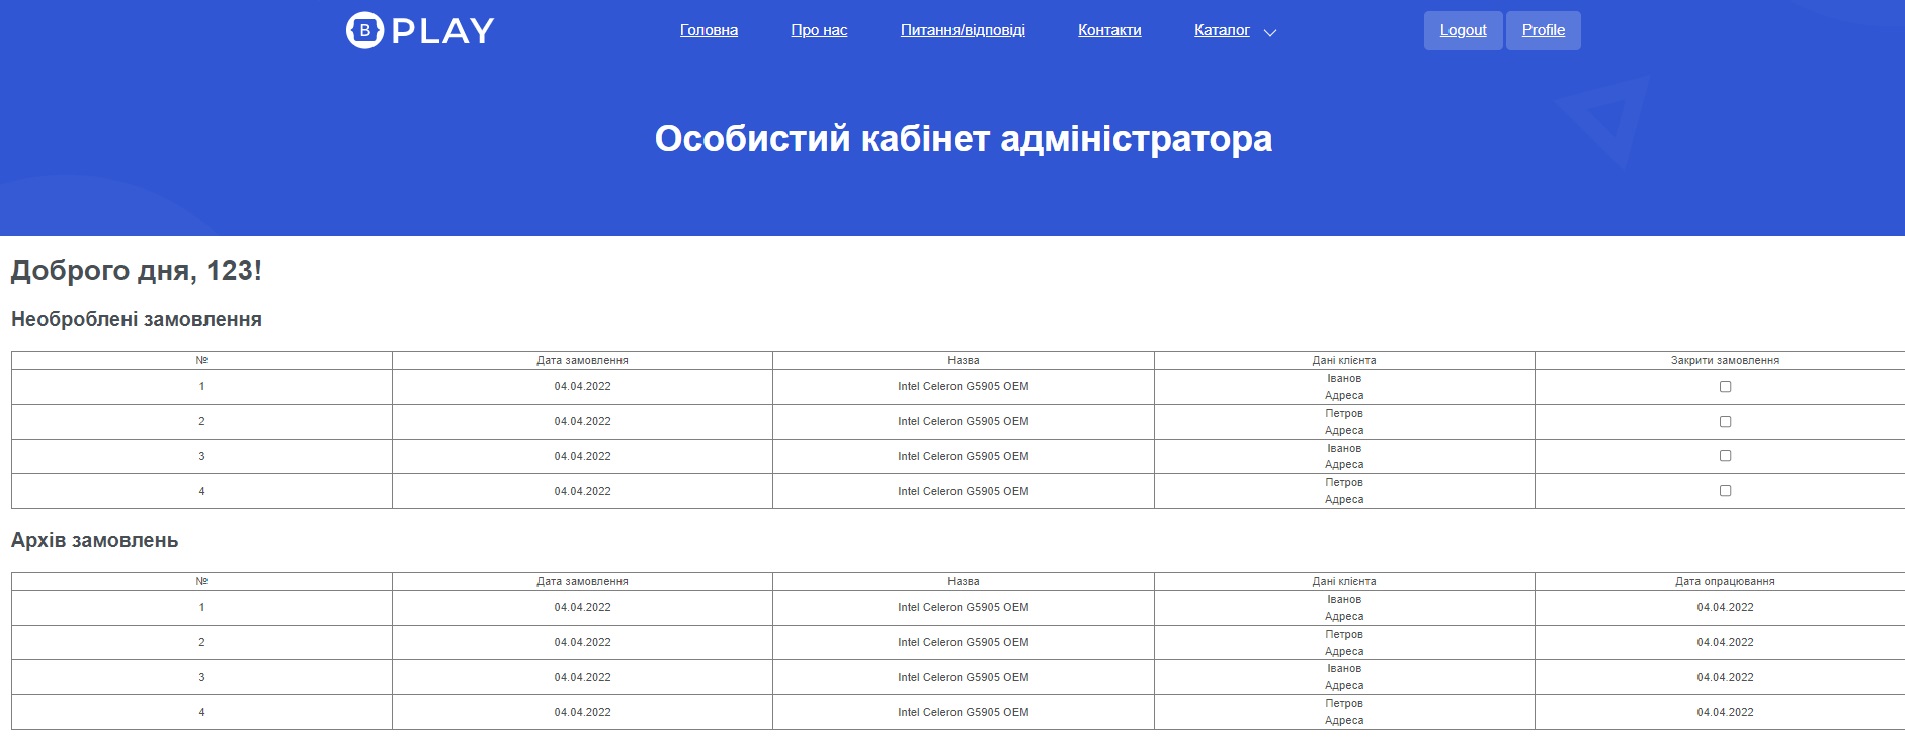 B PLAY Головна Про нас Питання/відповіді Контакти Каталог Logout Profile
Особистий кабінет адміністратора
Доброго дня, 123!
Необроблені замовлення
№ Дата замовлення Назва Дані клієнта Закрити замовлення
1 04.04.2022 Intel Celeron G5905 OEM Іванов
Адреса
2 04.04.2022 Intel Celeron G5905 OEM Петров
Адреса
3 04.04.2022 Intel Celeron G5905 OEM Іванов
Адреса
4 04.04.2022 Intel Celeron G5905 OEM Петров
Адреса
Архів замовлень
№ Дата замовлення Назва Дані клієнта Дата опрацювання
1 04.04.2022 Intel Celeron G5905 OEM Іванов
Адреса 04.04.2022
2 04.04.2022 Intel Celeron G5905 OEM Петров
Адреса 04.04.2022
3 04.04.2022 Intel Celeron G5905 OEM Іванов
Адреса 04.04.2022
4 04.04.2022 Intel Celeron G5905 OEM Петров
Адреса 04.04.2022